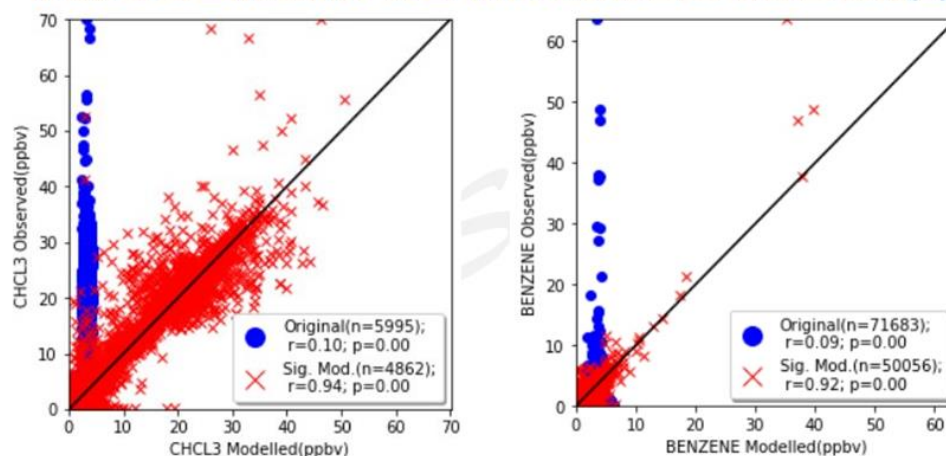 70
60
50
40
30
20
10
0
CHCL3 Observed(ppbv)
Original(n=5995);
r=0.10; p=0.00
Sig. Mod.(n=4862);
r=0.94; p=0.00
0 10 20 30 40 50 60 70
CHCL3 Modelled(ppbv)
60
50
40
30
20
10
0
BENZENE Observed(ppbv)
Original(n=71683);
r=0.09; p=0.00
Sig. Mod.(n=50056);
r=0.92; p=0.00
0 10 20 30 40 50 60
BENZENE Modelled(ppbv)